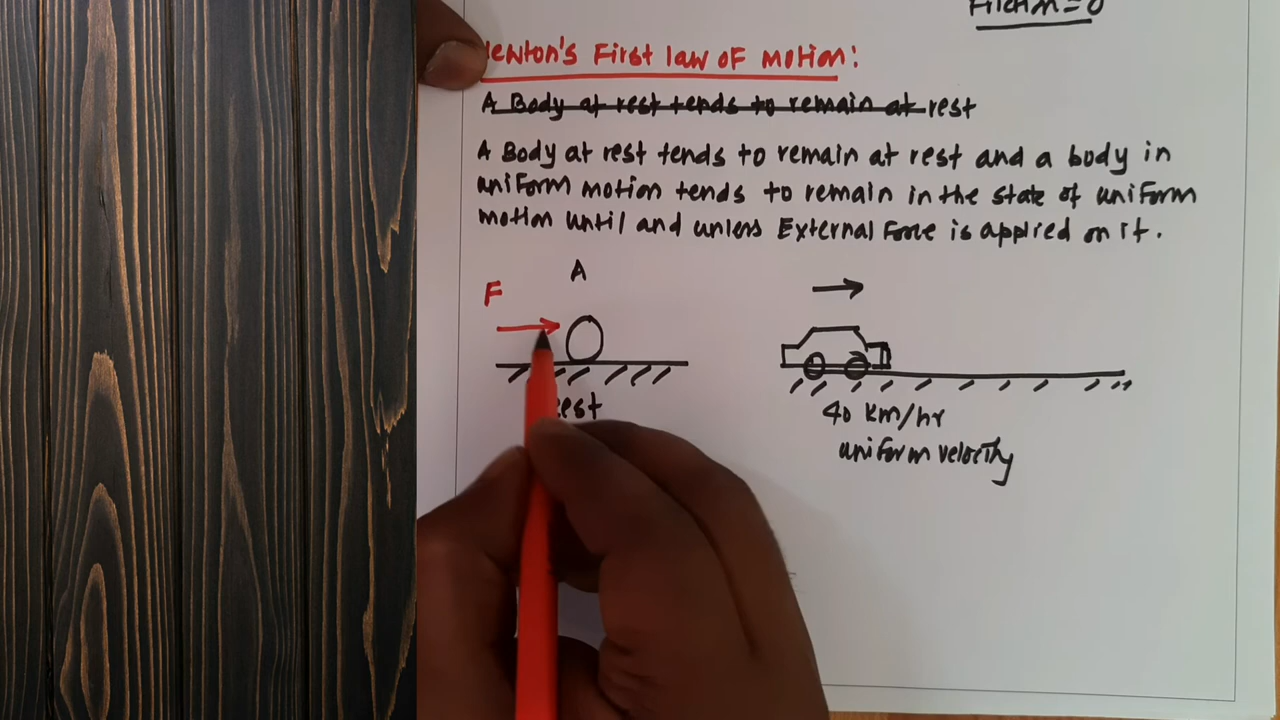 Newton's First law of motion:
A Body at rest tends to remain at rest
A Body at rest tends to remain at rest and a body in
uniform motion tends to remain in the state of uniform
motion until and unless External Force is applied on it.
A
F
rest
40 km/hr
uniform velocity